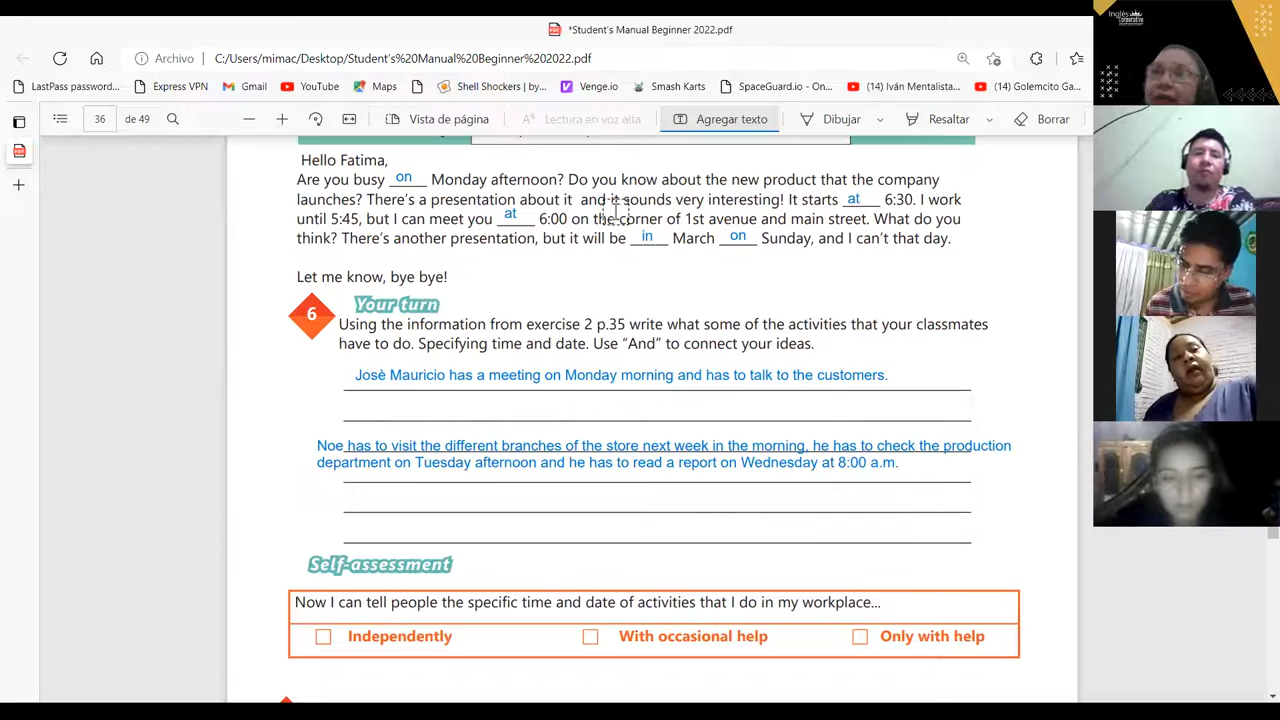 *Student's Manual Beginner 2022.pdf
Archivo C:/Users/mimac/Desktop/Student's%20Manual%20Beginner%202022.pdf
LastPass password... Express VPN Gmail YouTube Maps Shell Shockers | by... Venge.io Smash Karts SpaceGuard.io - On... (14) Iván Mentalista... (14) Golemcito Ga...
36 de 49 Vista de página Lectura en voz alta Agregar texto Dibujar Resaltar Borrar
Hello Fatima,
Are you busy on Monday afternoon? Do you know about the new product that the company
launches? There's a presentation about it and it sounds very interesting! It starts at 6:30. I work
until 5:45, but I can meet you at 6:00 on the corner of 1st avenue and main street. What do you
think? There's another presentation, but it will be in March on Sunday, and I can't that day.
Let me know, bye bye!
6 Your turn
Using the information from exercise 2 p.35 write what some of the activities that your classmates
have to do. Specifying time and date. Use “And” to connect your ideas.
Josè Mauricio has a meeting on Monday morning and has to talk to the customers.
Noe has to visit the different branches of the store next week in the morning, he has to check the production
department on Tuesday afternoon and he has to read a report on Wednesday at 8:00 a.m.
Self-assessment
Now I can tell people the specific time and date of activities that I do in my workplace...
Independently With occasional help Only with help
Inglés
Corporativo